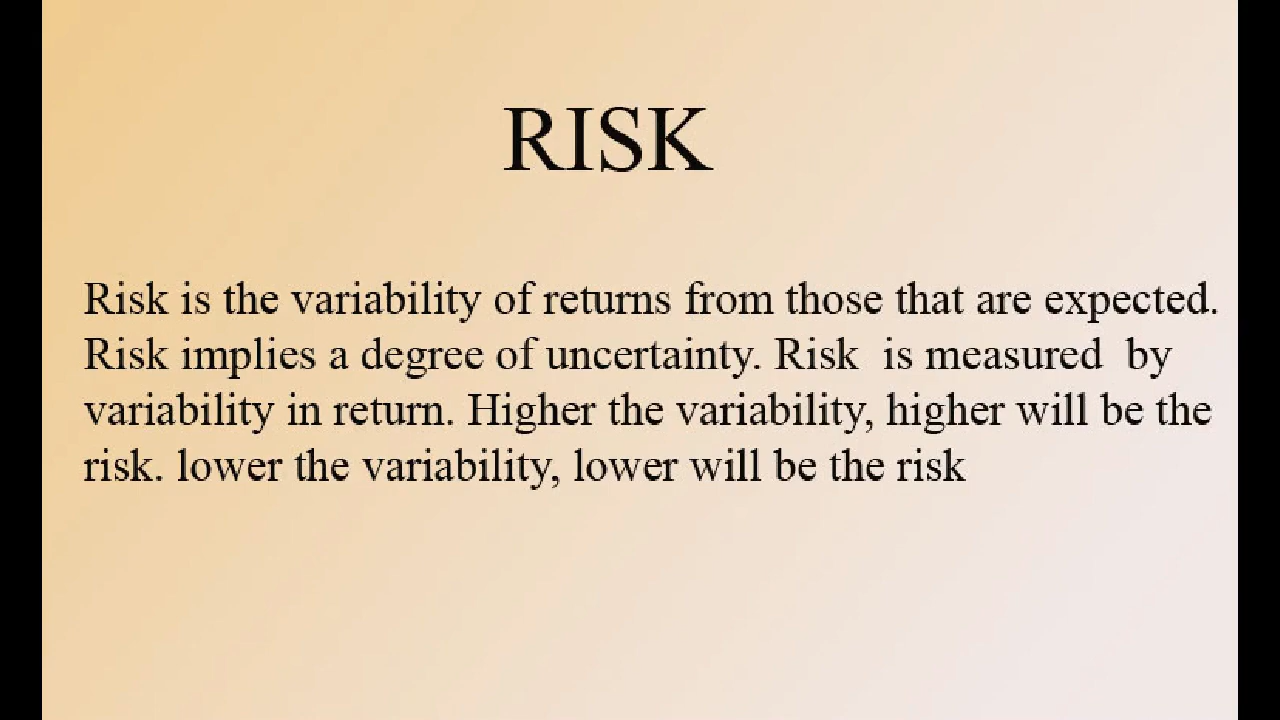 RISK
Risk is the variability of returns from those that are expected.
Risk implies a degree of uncertainty. Risk  is measured  by
variability in return. Higher the variability, higher will be the
risk. lower the variability, lower will be the risk